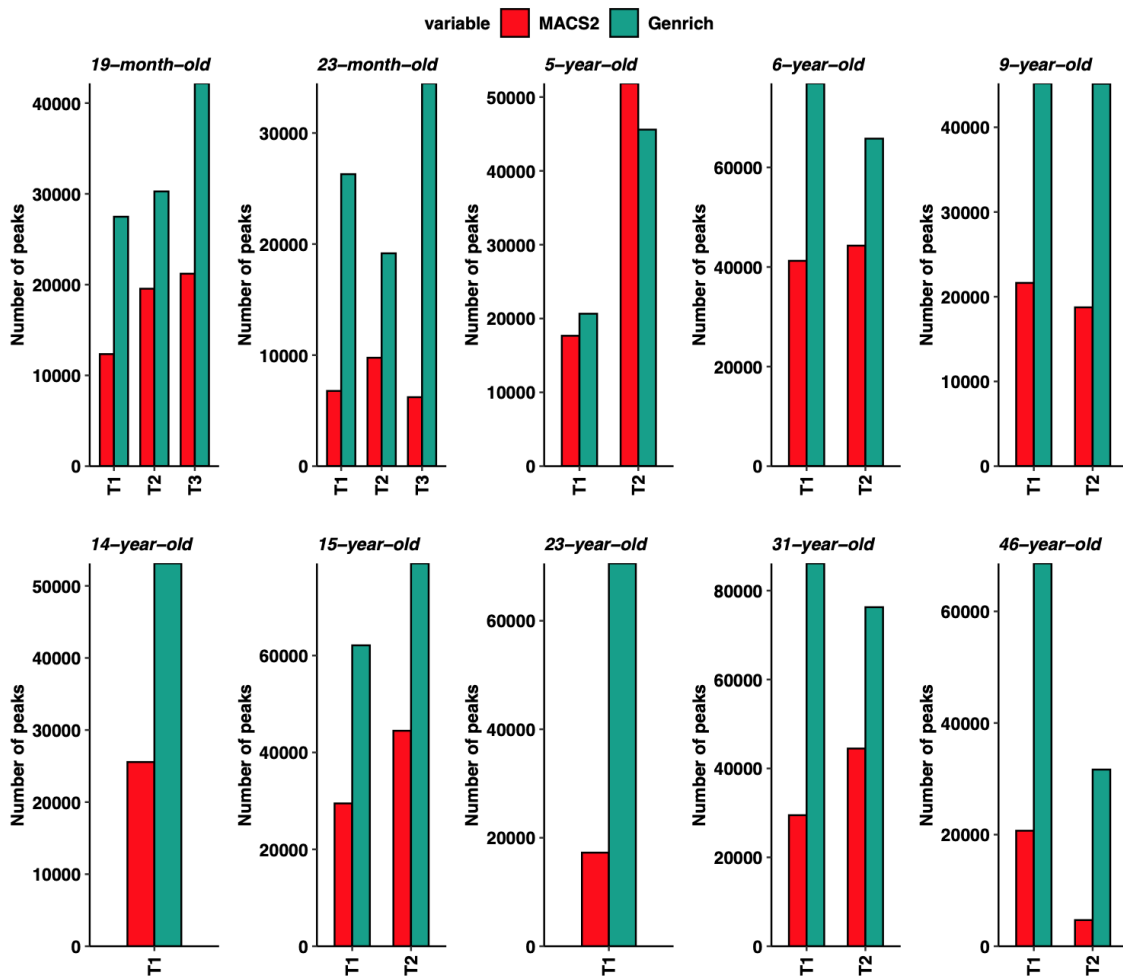 variable MACS2 Genrich
19−month−old
Number of peaks
40000
30000
20000
10000
0
T1 T2 T3
23−month−old
Number of peaks
30000
20000
10000
0
T1 T2 T3
5−year−old
Number of peaks
50000
40000
30000
20000
10000
0
T1 T2
6−year−old
Number of peaks
60000
40000
20000
0
T1 T2
9−year−old
Number of peaks
40000
30000
20000
10000
0
T1 T2
14−year−old
Number of peaks
50000
40000
30000
20000
10000
0
T1
15−year−old
Number of peaks
60000
40000
20000
0
T1 T2
23−year−old
Number of peaks
60000
40000
20000
0
T1
31−year−old
Number of peaks
80000
60000
40000
20000
0
T1 T2
46−year−old
Number of peaks
60000
40000
20000
0
T1 T2